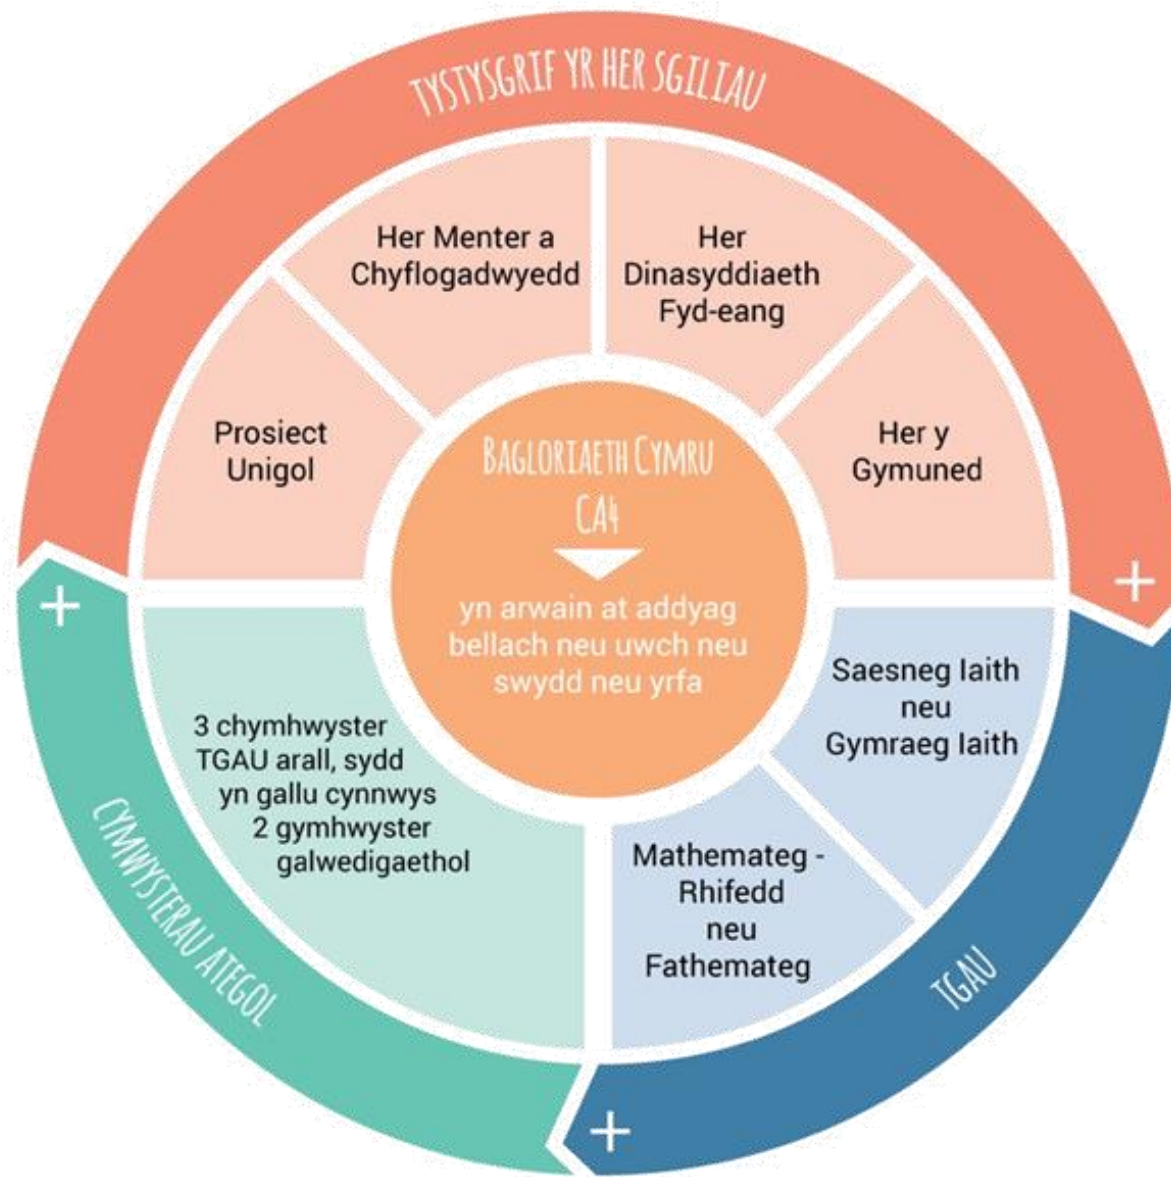 TYSTYSGRIF YR HER SGILIAU
Her Menter a
Chyflogadwyedd
Her
Dinasyddiaeth
Fyd-eang
Prosiect
Unigol
Her y
Gymuned
BAGLORIAETH CYMRU
CA4
yn arwain at addyag
bellach neu uwch neu
swydd neu yrfa
+
+
Saesneg Iaith
neu
Gymraeg Iaith
3 chymhwyster
TGAU arall, sydd
yn gallu cynnwys
2 gymhwyster
galwedigaethol
Mathemateg -
Rhifedd
neu
Fathemateg
CYMWYSTERAU ATEGOL
TGAU
+